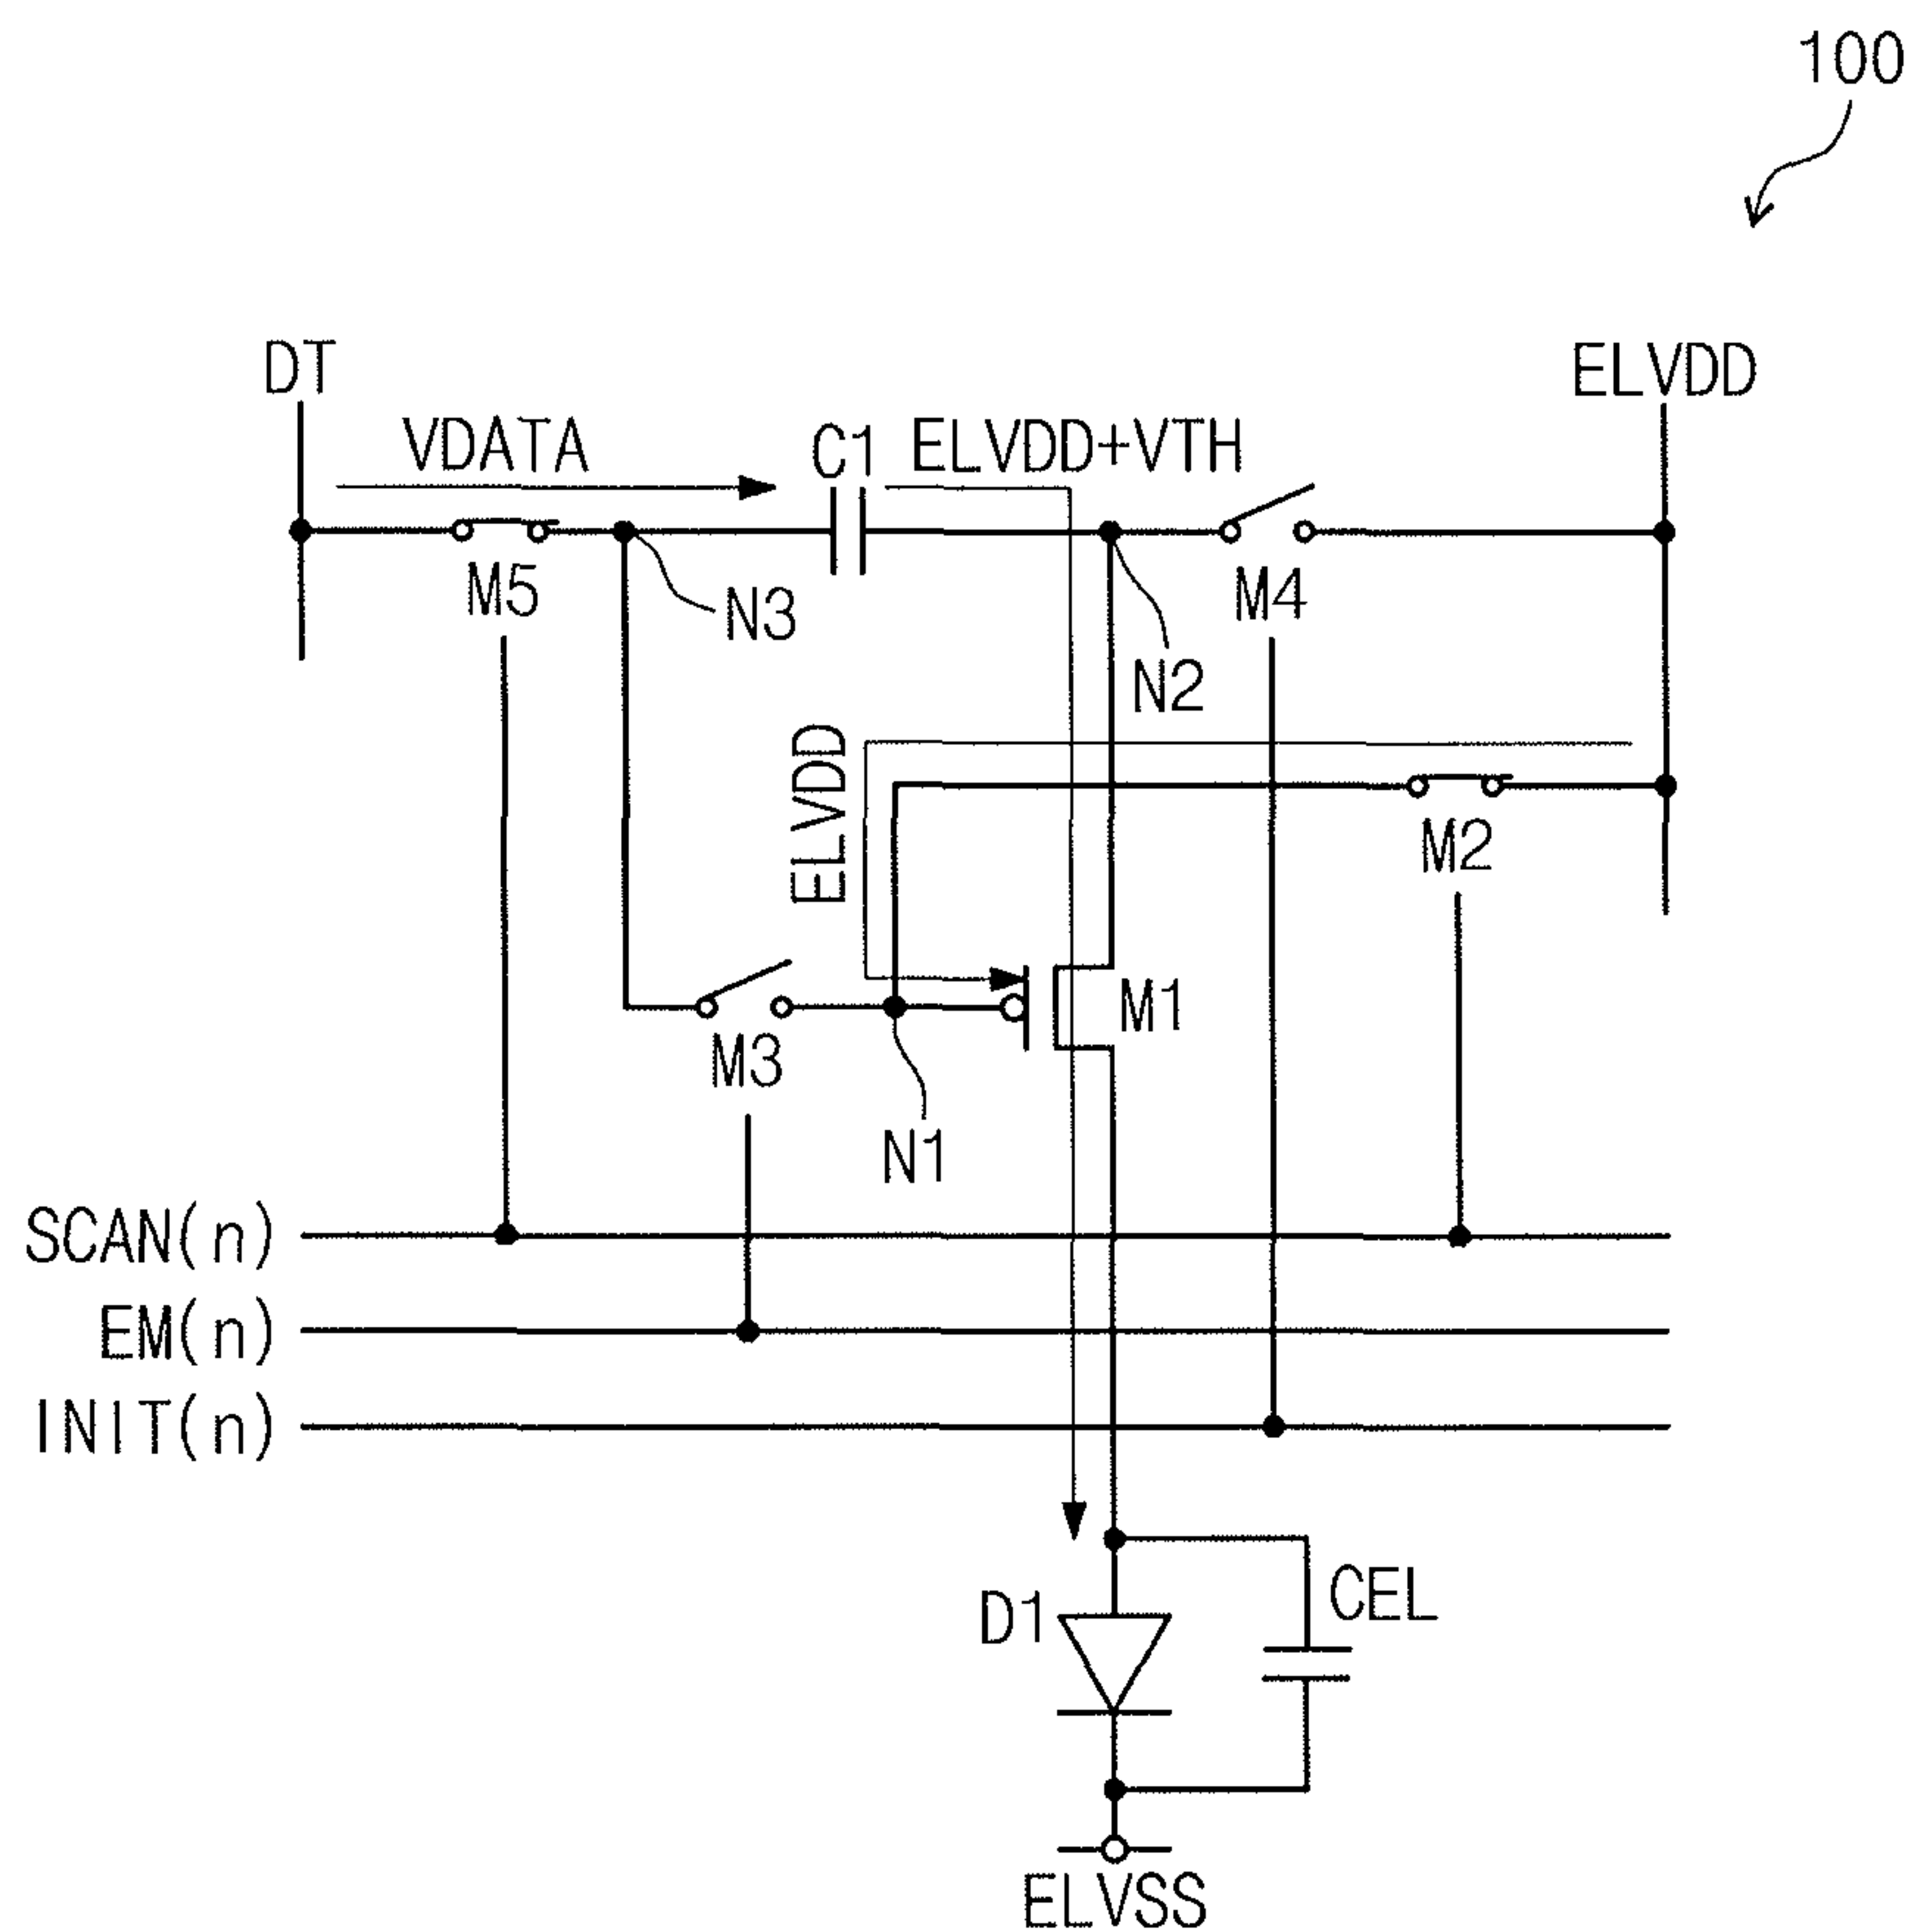 100
DT
ELVDD
VDATA
C1
ELVDD+VTH
M5
N3
M4
N2
ELVDD
M2
M1
M3
N1
SCAN(n)
EM(n)
INIT(n)
D1
CEL
ELVSS